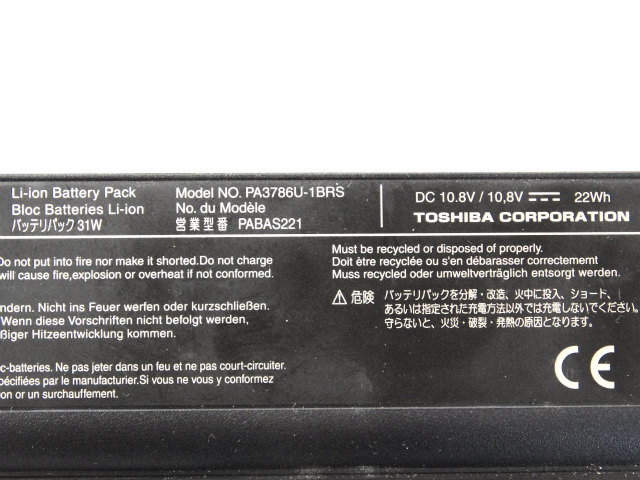 Li-ion Battery Pack
Bloc Batteries Li-ion
バッテリパック 31W
Model NO. PA3786U-1BRS
No. du Modèle
営業型番 PABAS221
DC 10.8V / 10,8V 22Wh
TOSHIBA CORPORATION
Do not put into fire nor make it shorted.Do not charge
will cause fire,explosion or overheat if not conformed.
Must be recycled or disposed of properly.
Doit être recyclée ou s'en débarasser correctememt
Muss recyclado oder umweltverträglich entsorgt werden.
ändern. Nicht ins Feuer werfen oder kurzschließen.
Wenn diese Vorschriften nicht befolgt werden,
ßiger Hitzeentwicklung kommen.
⚠ 危険 バッテリパックを分解・改造、火中に投入、ショート、
あるいは指定された充電方法以外では充電しないでください。
守らないと、火災・破裂・発熱の原因となります。
c-batteries. Ne pas jeter dans un feu et ne pas court-circuiter.
pécifiées par le manufacturier.Si vous ne vous y conformez
on or un surchauffement.
CE